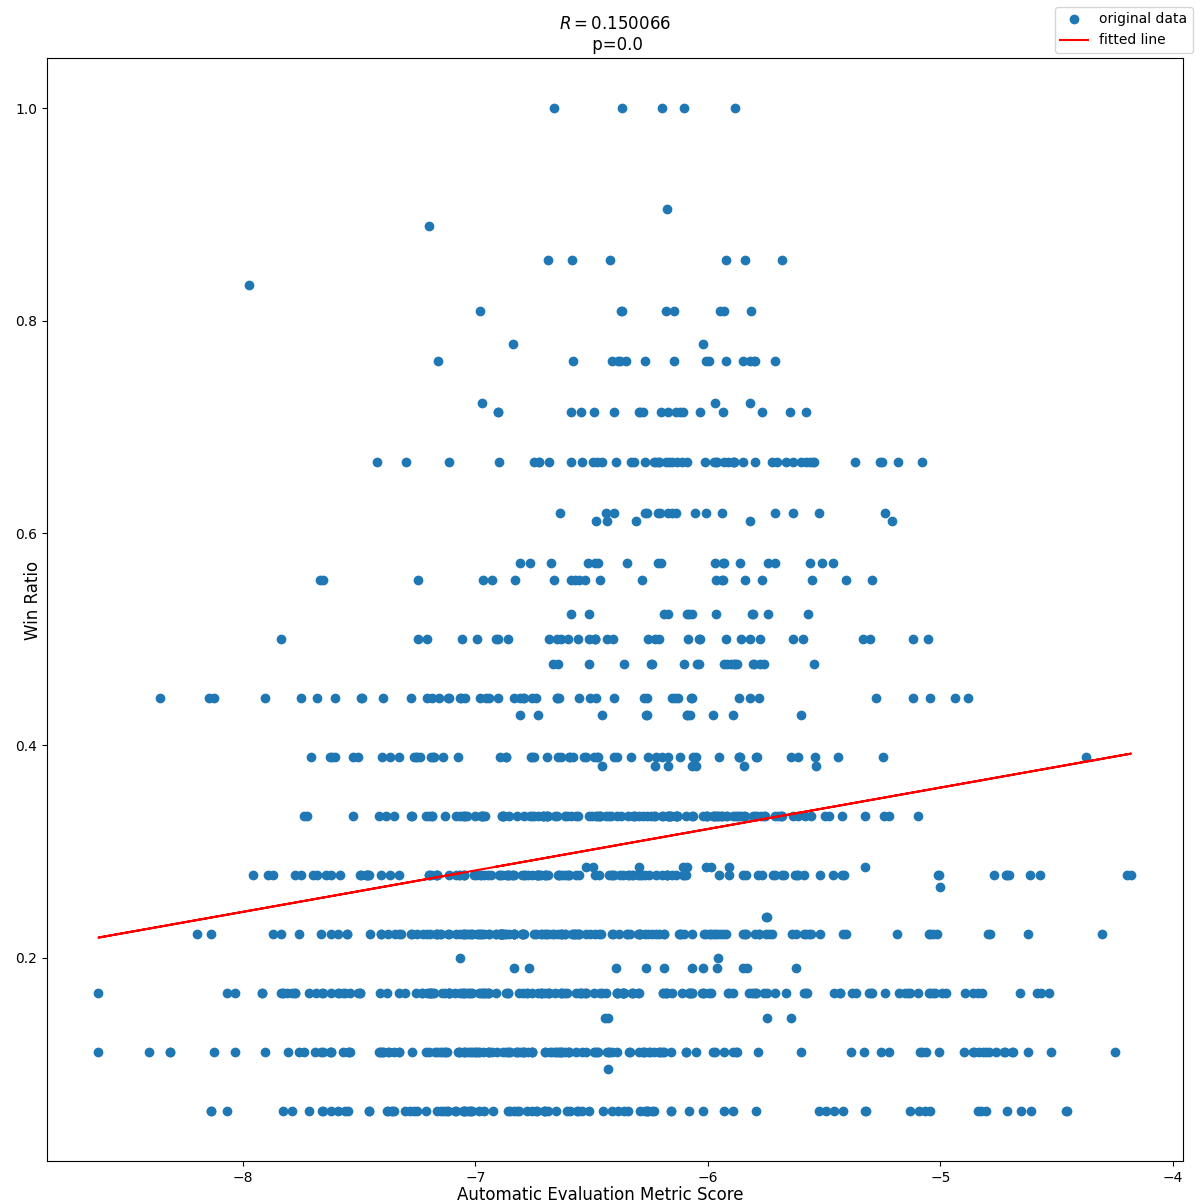 R = 0.150066
p=0.0
original data
fitted line
1.0
0.8
0.6
0.4
0.2
Win Ratio
−8
−7
−6
−5
−4
Automatic Evaluation Metric Score